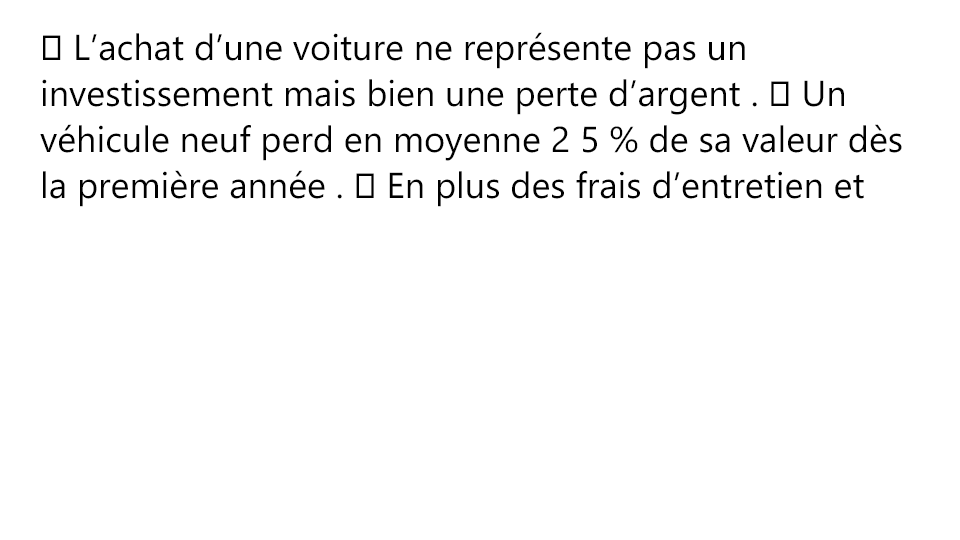 L’achat d’une voiture ne représente pas un
investissement mais bien une perte d’argent .  Un
véhicule neuf perd en moyenne 2 5 % de sa valeur dès
la première année .  En plus des frais d’entretien et